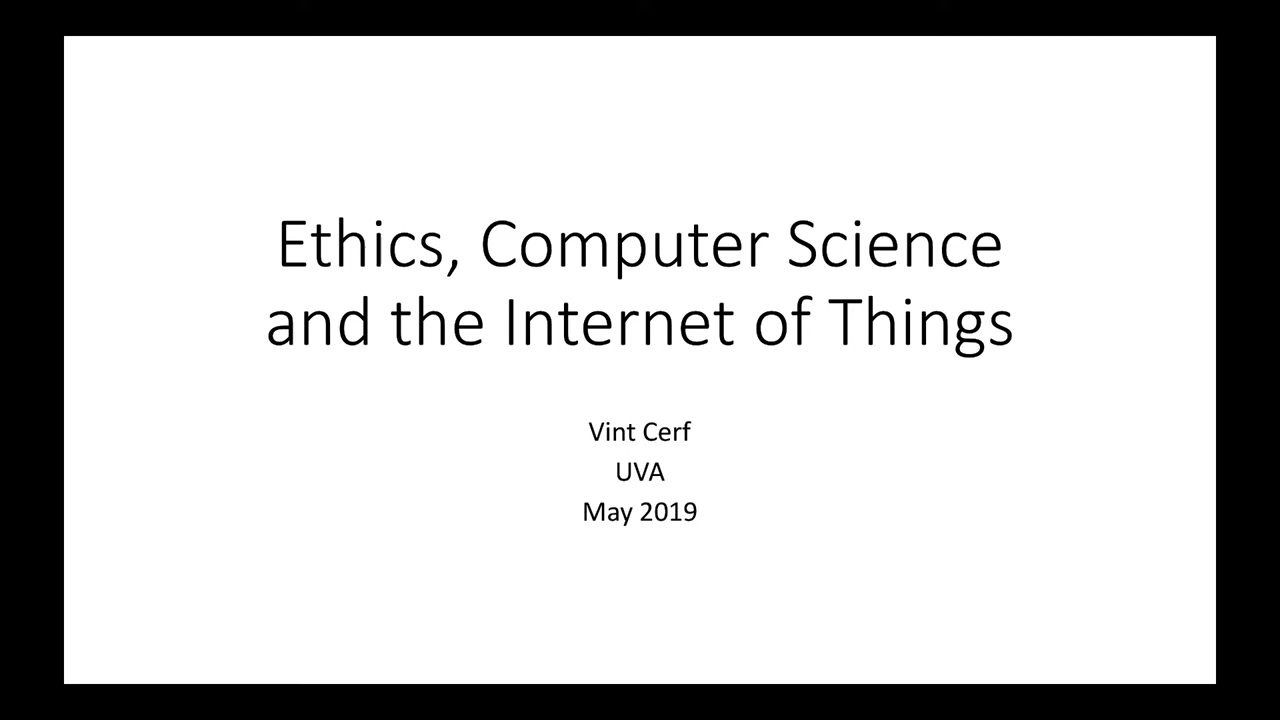 Ethics, Computer Science
and the Internet of Things
Vint Cerf
UVA
May 2019